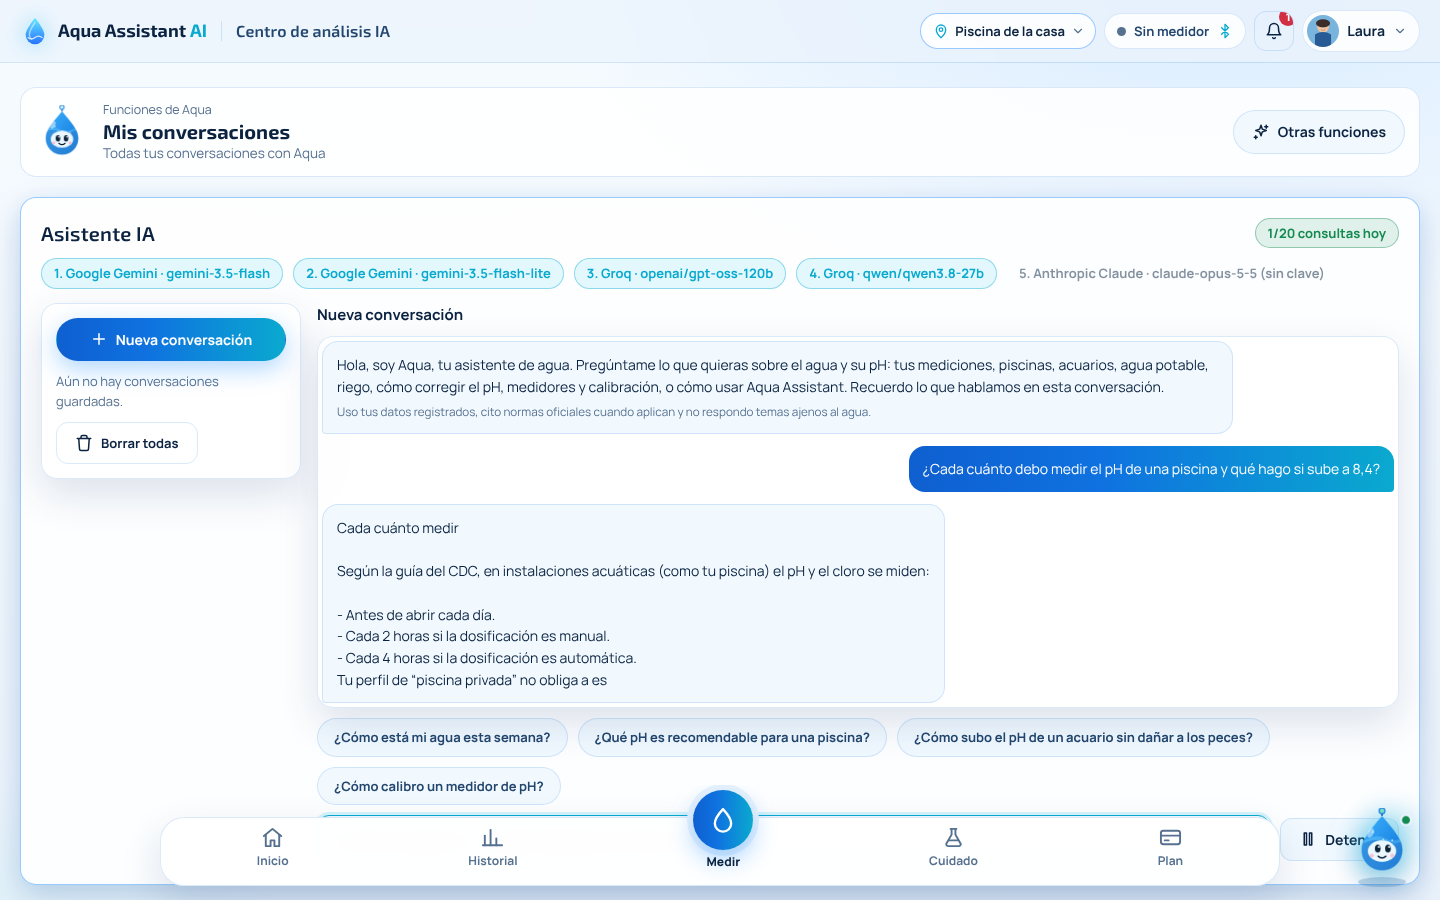 Aqua Assistant AI
Centro de análisis IA
Piscina de la casa
Sin medidor
Laura
Funciones de Aqua
Mis conversaciones
Todas tus conversaciones con Aqua
Otras funciones
Asistente IA
1/20 consultas hoy
1. Google Gemini · gemini-3.5-flash
2. Google Gemini · gemini-3.5-flash-lite
3. Groq · openai/gpt-oss-120b
4. Groq · qwen/qwen3.8-27b
5. Anthropic Claude · claude-opus-5-5 (sin clave)
Nueva conversación
Aún no hay conversaciones
guardadas.
Borrar todas
Nueva conversación
Hola, soy Aqua, tu asistente de agua. Pregúntame lo que quieras sobre el agua y su pH: tus mediciones, piscinas, acuarios, agua potable,
riego, cómo corregir el pH, medidores y calibración, o cómo usar Aqua Assistant. Recuerdo lo que hablamos en esta conversación.
Uso tus datos registrados, cito normas oficiales cuando aplican y no respondo temas ajenos al agua.
¿Cada cuánto debo medir el pH de una piscina y qué hago si sube a 8,4?
Cada cuánto medir
Según la guía del CDC, en instalaciones acuáticas (como tu piscina) el pH y el cloro se miden:
- Antes de abrir cada día.
- Cada 2 horas si la dosificación es manual.
- Cada 4 horas si la dosificación es automática.
Tu perfil de “piscina privada” no obliga a es
¿Cómo está mi agua esta semana?
¿Qué pH es recomendable para una piscina?
¿Cómo subo el pH de un acuario sin dañar a los peces?
¿Cómo calibro un medidor de pH?
Inicio
Historial
Medir
Cuidado
Plan